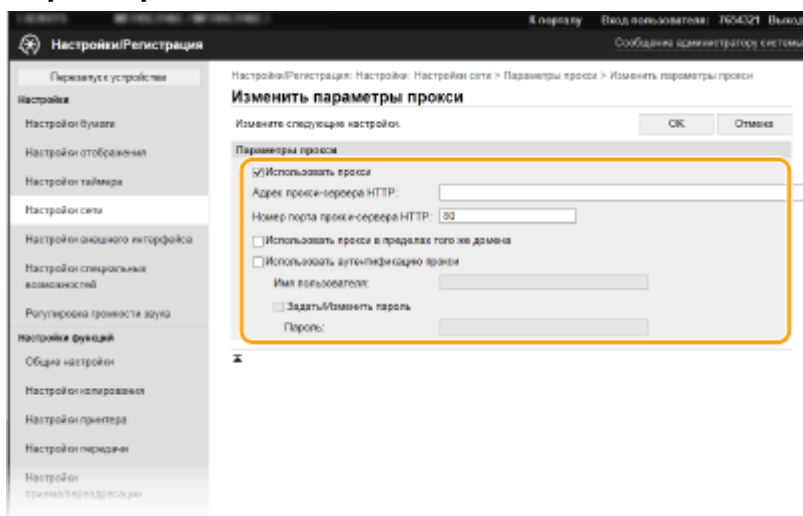 К порталу Вход пользователя: 7654321 Выход
Настройки/Регистрация
Сообщение администратору системы
Перезапуск устройства
Настройки
Настройки бумаги
Настройки отображения
Настройки таймера
Настройки сети
Настройки внешнего интерфейса
Настройки специальных
возможностей
Регулировка громкости звука
Настройки функций
Общие настройки
Настройки копирования
Настройки принтера
Настройки передачи
Настройки
приема/переадресации
Настройки/Регистрация: Настройки: Настройки сети > Параметры прокси > Изменить параметры прокси
Изменить параметры прокси
Измените следующие настройки.
OK Отмена
Параметры прокси
Использовать прокси
Адрес прокси-сервера HTTP:
Номер порта прокси-сервера HTTP: 80
Использовать прокси в пределах того же домена
Использовать аутентификацию прокси
Имя пользователя:
Задать/Изменить пароль
Пароль: